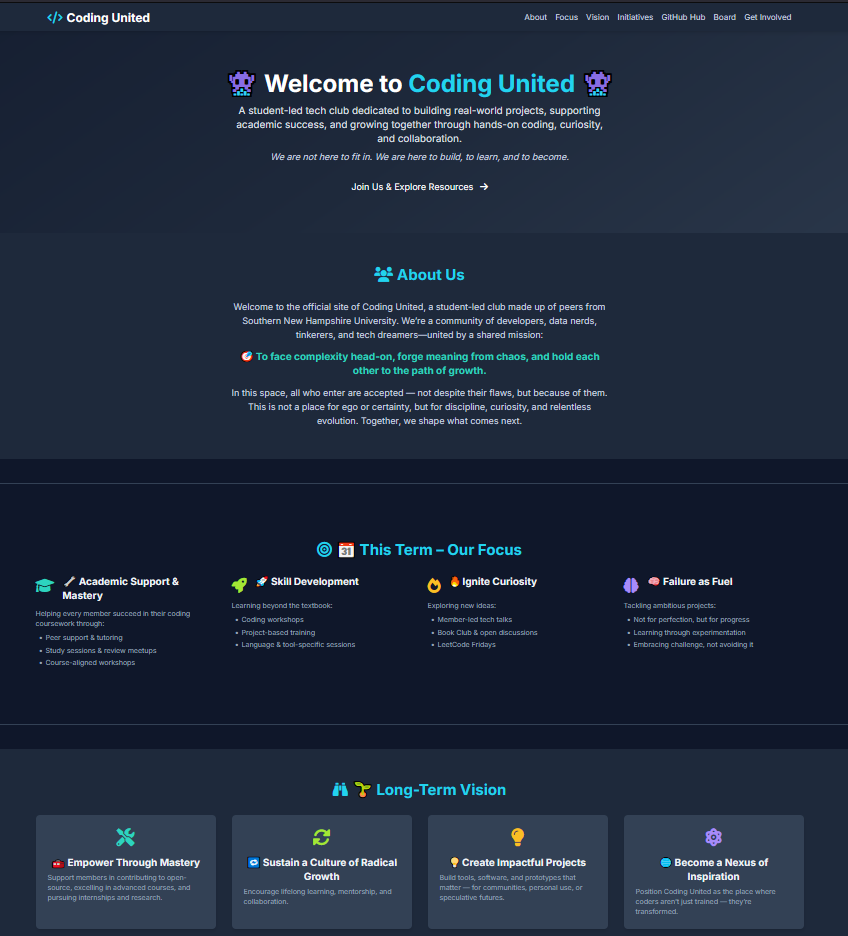 Coding United
About Focus Vision Initiatives GitHub Hub Board Get Involved
Welcome to Coding United
A student-led tech club dedicated to building real-world projects, supporting
academic success, and growing together through hands-on coding, curiosity,
and collaboration.
We are not here to fit in. We are here to build, to learn, and to become.
Join Us & Explore Resources →
About Us
Welcome to the official site of Coding United, a student-led club made up of peers from
Southern New Hampshire University. We're a community of developers, data nerds,
tinkerers, and tech dreamers—united by a shared mission:
To face complexity head-on, forge meaning from chaos, and hold each
other to the path of growth.
In this space, all who enter are accepted — not despite their flaws, but because of them.
This is not a place for ego or certainty, but for discipline, curiosity, and relentless
evolution. Together, we shape what comes next.
31 This Term – Our Focus
Academic Support &
Mastery
Helping every member succeed in their coding
coursework through:
• Peer support & tutoring
• Study sessions & review meetups
• Course-aligned workshops
Skill Development
Learning beyond the textbook:
• Coding workshops
• Project-based training
• Language & tool-specific sessions
Ignite Curiosity
Exploring new ideas:
• Member-led tech talks
• Book Club & open discussions
• LeetCode Fridays
Failure as Fuel
Tackling ambitious projects:
• Not for perfection, but for progress
• Learning through experimentation
• Embracing challenge, not avoiding it
Long-Term Vision
Empower Through Mastery
Support members in contributing to open-
source, excelling in advanced courses, and
pursuing internships and research.
Sustain a Culture of Radical
Growth
Encourage lifelong learning, mentorship, and
collaboration.
Create Impactful Projects
Build tools, software, and prototypes that
matter — for communities, personal use, or
speculative futures.
Become a Nexus of
Inspiration
Position Coding United as the place where
coders aren't just trained — they're
transformed.